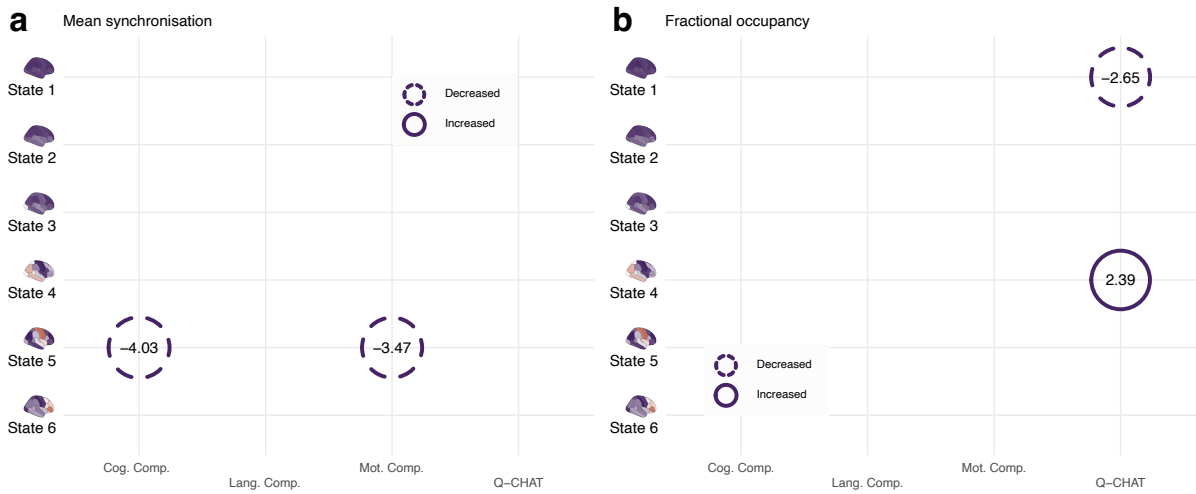 a Mean synchronisation
State 1
State 2
State 3
State 4
State 5
State 6
Decreased
Increased
−4.03
−3.47
Cog. Comp.
Lang. Comp.
Mot. Comp.
Q−CHAT
b Fractional occupancy
State 1
State 2
State 3
State 4
State 5
State 6
−2.65
2.39
Decreased
Increased
Cog. Comp.
Lang. Comp.
Mot. Comp.
Q−CHAT